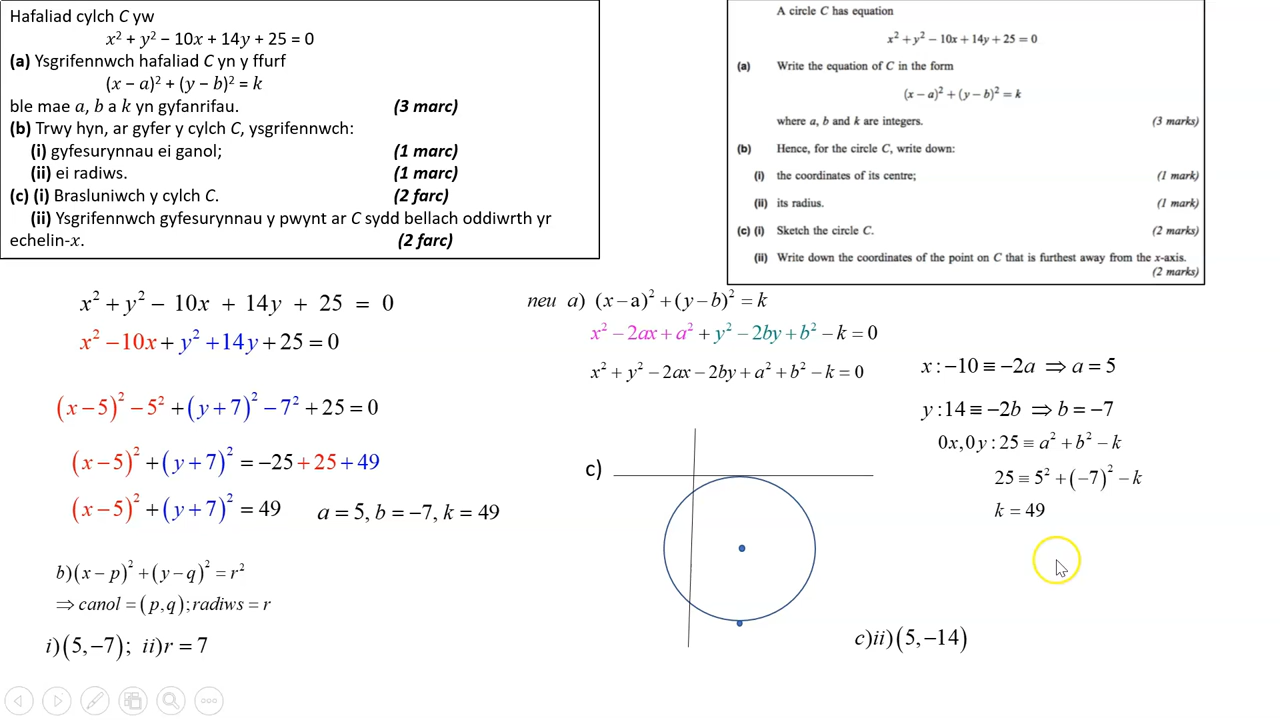 Hafaliad cylch C yw
x² + y² − 10x + 14y + 25 = 0
(a) Ysgrifennwch hafaliad C yn y ffurf
(x − a)² + (y − b)² = k
ble mae a, b a k yn gyfanrifau. (3 marc)
(b) Trwy hyn, ar gyfer y cylch C, ysgrifennwch:
(i) gyfesurynnau ei ganol; (1 marc)
(ii) ei radiws. (1 marc)
(c) (i) Brasluniwch y cylch C. (2 farc)
(ii) Ysgrifennwch gyfesurynnau y pwynt ar C sydd bellach oddiwrth yr
echelin-x. (2 farc)
A circle C has equation
x² + y² − 10x + 14y + 25 = 0
(a) Write the equation of C in the form
(x − a)² + (y − b)² = k
where a, b and k are integers. (3 marks)
(b) Hence, for the circle C, write down:
(i) the coordinates of its centre; (1 mark)
(ii) its radius. (1 mark)
(c) (i) Sketch the circle C. (2 marks)
(ii) Write down the coordinates of the point on C that is furthest away from the x-axis.
(2 marks)
x² + y² − 10x + 14y + 25 = 0
x² − 10x + y² + 14y + 25 = 0
(x − 5)² − 5² + (y + 7)² − 7² + 25 = 0
(x − 5)² + (y + 7)² = −25 + 25 + 49
(x − 5)² + (y + 7)² = 49 a = 5, b = −7, k = 49
b) (x − p)² + (y − q)² = r²
⇒ canol = (p, q); radiws = r
i) (5, −7); ii) r = 7
neu a) (x − a)² + (y − b)² = k
x² − 2ax + a² + y² − 2by + b² − k = 0
x² + y² − 2ax − 2by + a² + b² − k = 0
x : −10 ≡ −2a ⇒ a = 5
y : 14 ≡ −2b ⇒ b = −7
0x, 0y : 25 ≡ a² + b² − k
25 ≡ 5² + (−7)² − k
k = 49
c)
c)ii) (5, −14)